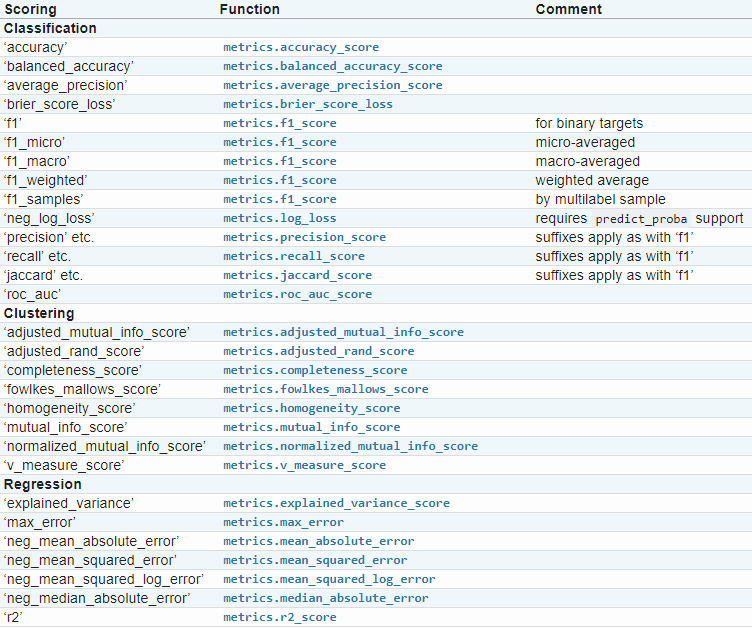 Scoring Function Comment
Classification
‘accuracy’ metrics.accuracy_score
‘balanced_accuracy’ metrics.balanced_accuracy_score
‘average_precision’ metrics.average_precision_score
‘brier_score_loss’ metrics.brier_score_loss
‘f1’ metrics.f1_score for binary targets
‘f1_micro’ metrics.f1_score micro-averaged
‘f1_macro’ metrics.f1_score macro-averaged
‘f1_weighted’ metrics.f1_score weighted average
‘f1_samples’ metrics.f1_score by multilabel sample
‘neg_log_loss’ metrics.log_loss requires predict_proba support
‘precision’ etc. metrics.precision_score suffixes apply as with ‘f1’
‘recall’ etc. metrics.recall_score suffixes apply as with ‘f1’
‘jaccard’ etc. metrics.jaccard_score suffixes apply as with ‘f1’
‘roc_auc’ metrics.roc_auc_score
Clustering
‘adjusted_mutual_info_score’ metrics.adjusted_mutual_info_score
‘adjusted_rand_score’ metrics.adjusted_rand_score
‘completeness_score’ metrics.completeness_score
‘fowlkes_mallows_score’ metrics.fowlkes_mallows_score
‘homogeneity_score’ metrics.homogeneity_score
‘mutual_info_score’ metrics.mutual_info_score
‘normalized_mutual_info_score’ metrics.normalized_mutual_info_score
‘v_measure_score’ metrics.v_measure_score
Regression
‘explained_variance’ metrics.explained_variance_score
‘max_error’ metrics.max_error
‘neg_mean_absolute_error’ metrics.mean_absolute_error
‘neg_mean_squared_error’ metrics.mean_squared_error
‘neg_mean_squared_log_error’ metrics.mean_squared_log_error
‘neg_median_absolute_error’ metrics.median_absolute_error
‘r2’ metrics.r2_score